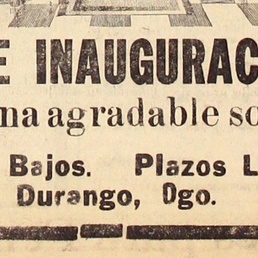 E INAUGURAC
na agradable so
Bajos. Plazos L
Durango, Dgo.